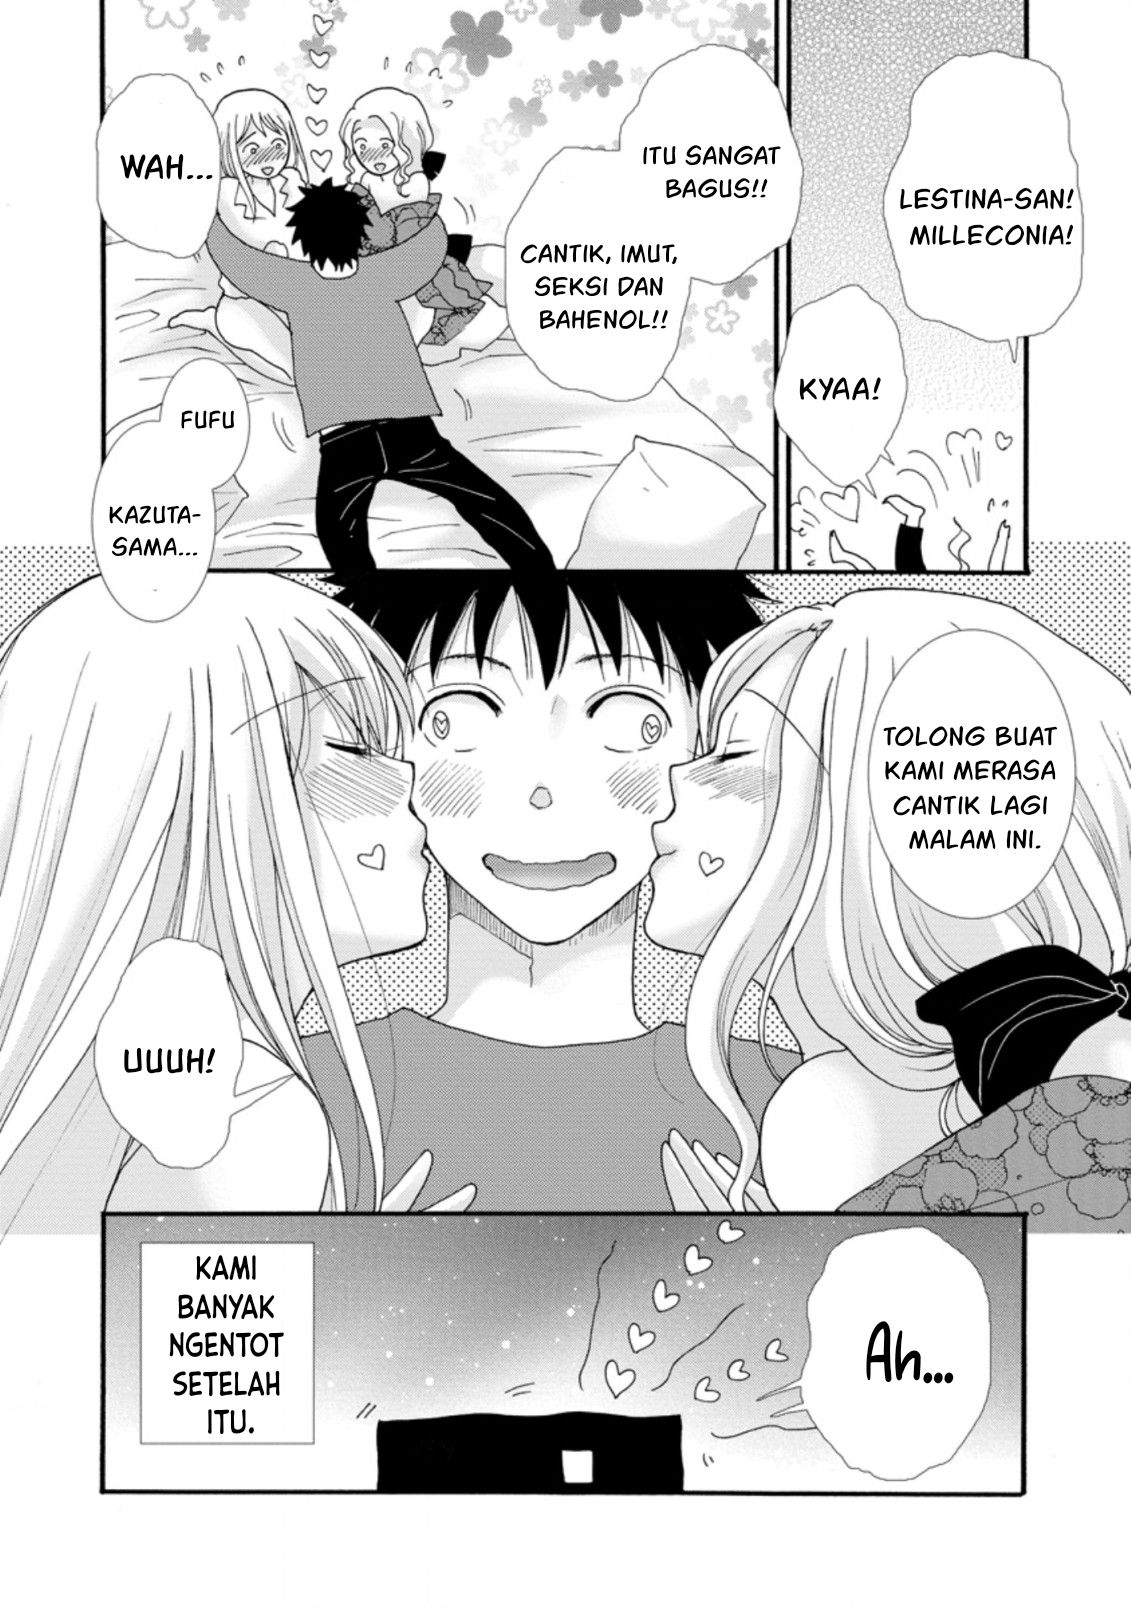 LESTINA-SAN!
MILLECONIA!
KYAA!
ITU SANGAT
BAGUS!!
CANTIK, IMUT,
SEKSI DAN
BAHENOL!!
WAH...
FUFU
KAZUTA-
SAMA...
TOLONG BUAT
KAMI MERASA
CANTIK LAGI
MALAM INI.
UUUH!
Ah...
KAMI
BANYAK
NGENTOT
SETELAH
ITU.